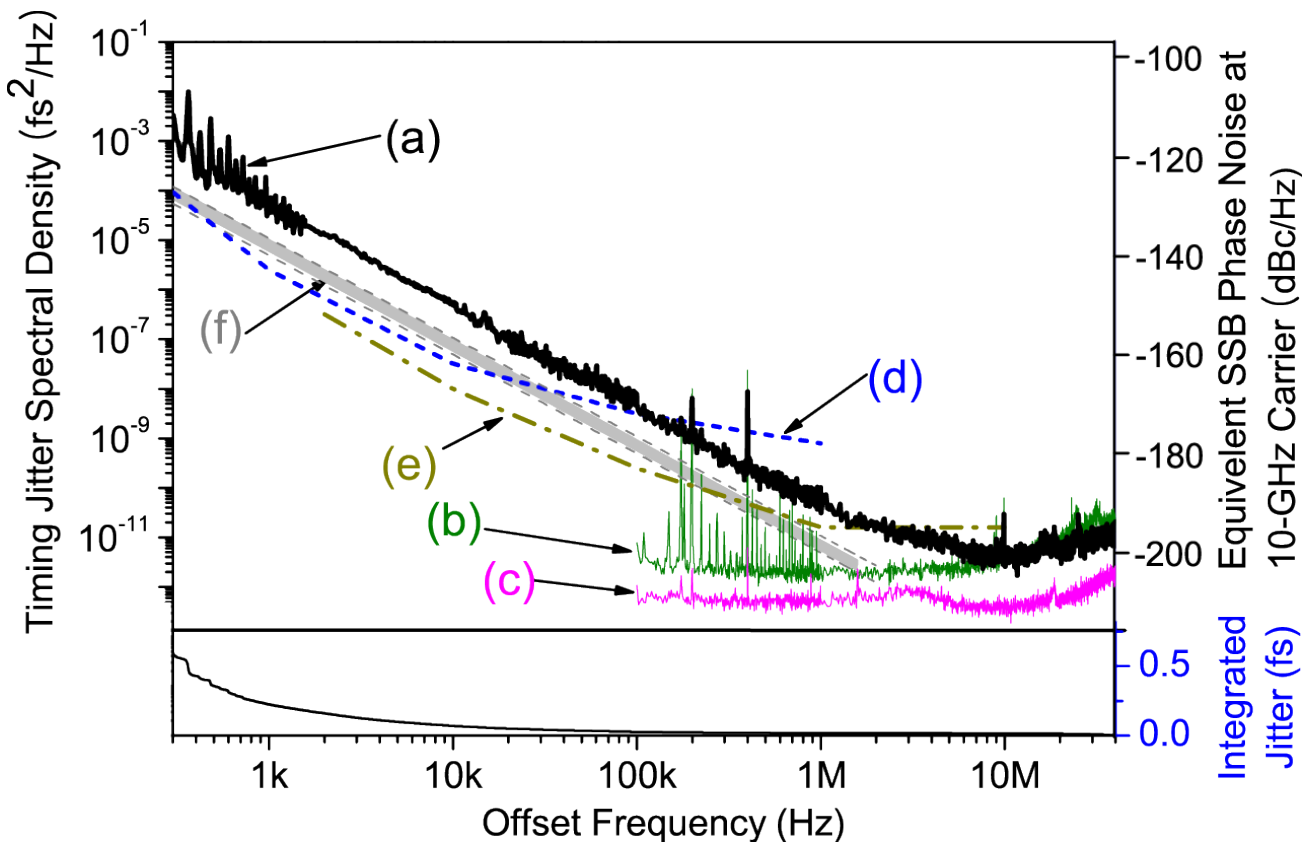 Timing Jitter Spectral Density (fs²/Hz)
10⁻¹
10⁻³
10⁻⁵
10⁻⁷
10⁻⁹
10⁻¹¹
(a)
(f)
(d)
(e)
(b)
(c)
-100
-120
-140
-160
-180
-200
Equivelent SSB Phase Noise at
10-GHz Carrier (dBc/Hz)
0.5
0.0
Integrated
Jitter (fs)
1k 10k 100k 1M 10M
Offset Frequency (Hz)